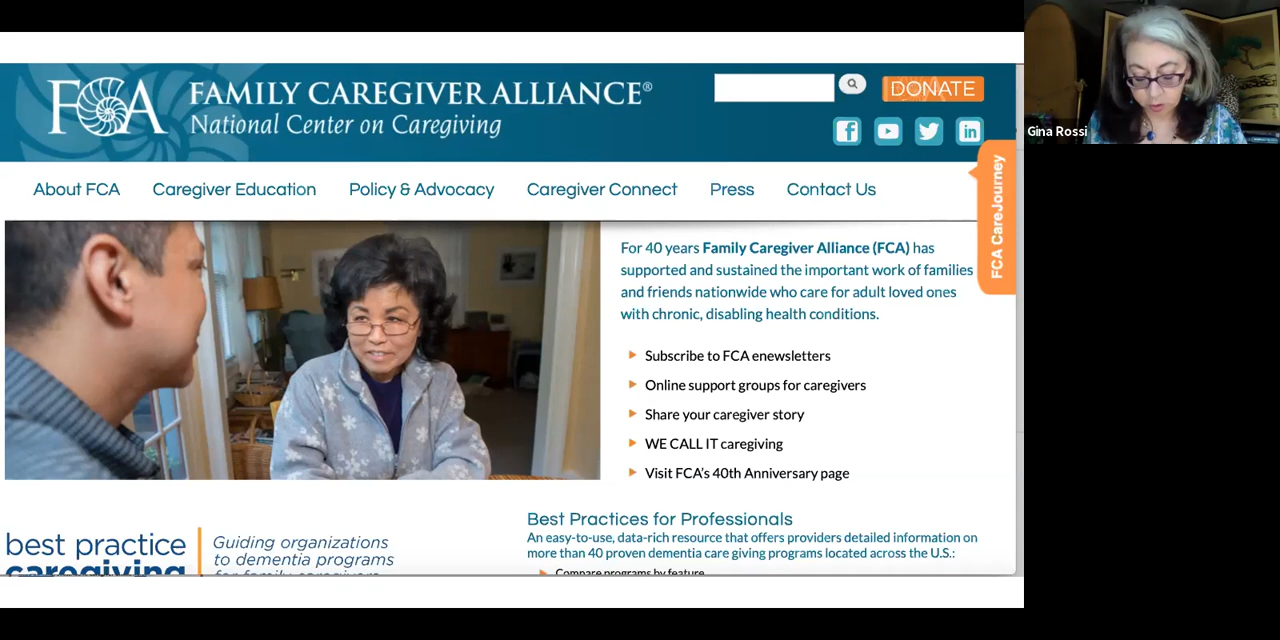 FCA FAMILY CAREGIVER ALLIANCE®
National Center on Caregiving
DONATE
Gina Rossi
About FCA Caregiver Education Policy & Advocacy Caregiver Connect Press Contact Us
FCA CareJourney
For 40 years Family Caregiver Alliance (FCA) has
supported and sustained the important work of families
and friends nationwide who care for adult loved ones
with chronic, disabling health conditions.
Subscribe to FCA enewsletters
Online support groups for caregivers
Share your caregiver story
WE CALL IT caregiving
Visit FCA's 40th Anniversary page
best practice
caregiving
Guiding organizations
to dementia programs
for family caregivers
Best Practices for Professionals
An easy-to-use, data-rich resource that offers providers detailed information on
more than 40 proven dementia care giving programs located across the U.S.:
Compare programs by feature